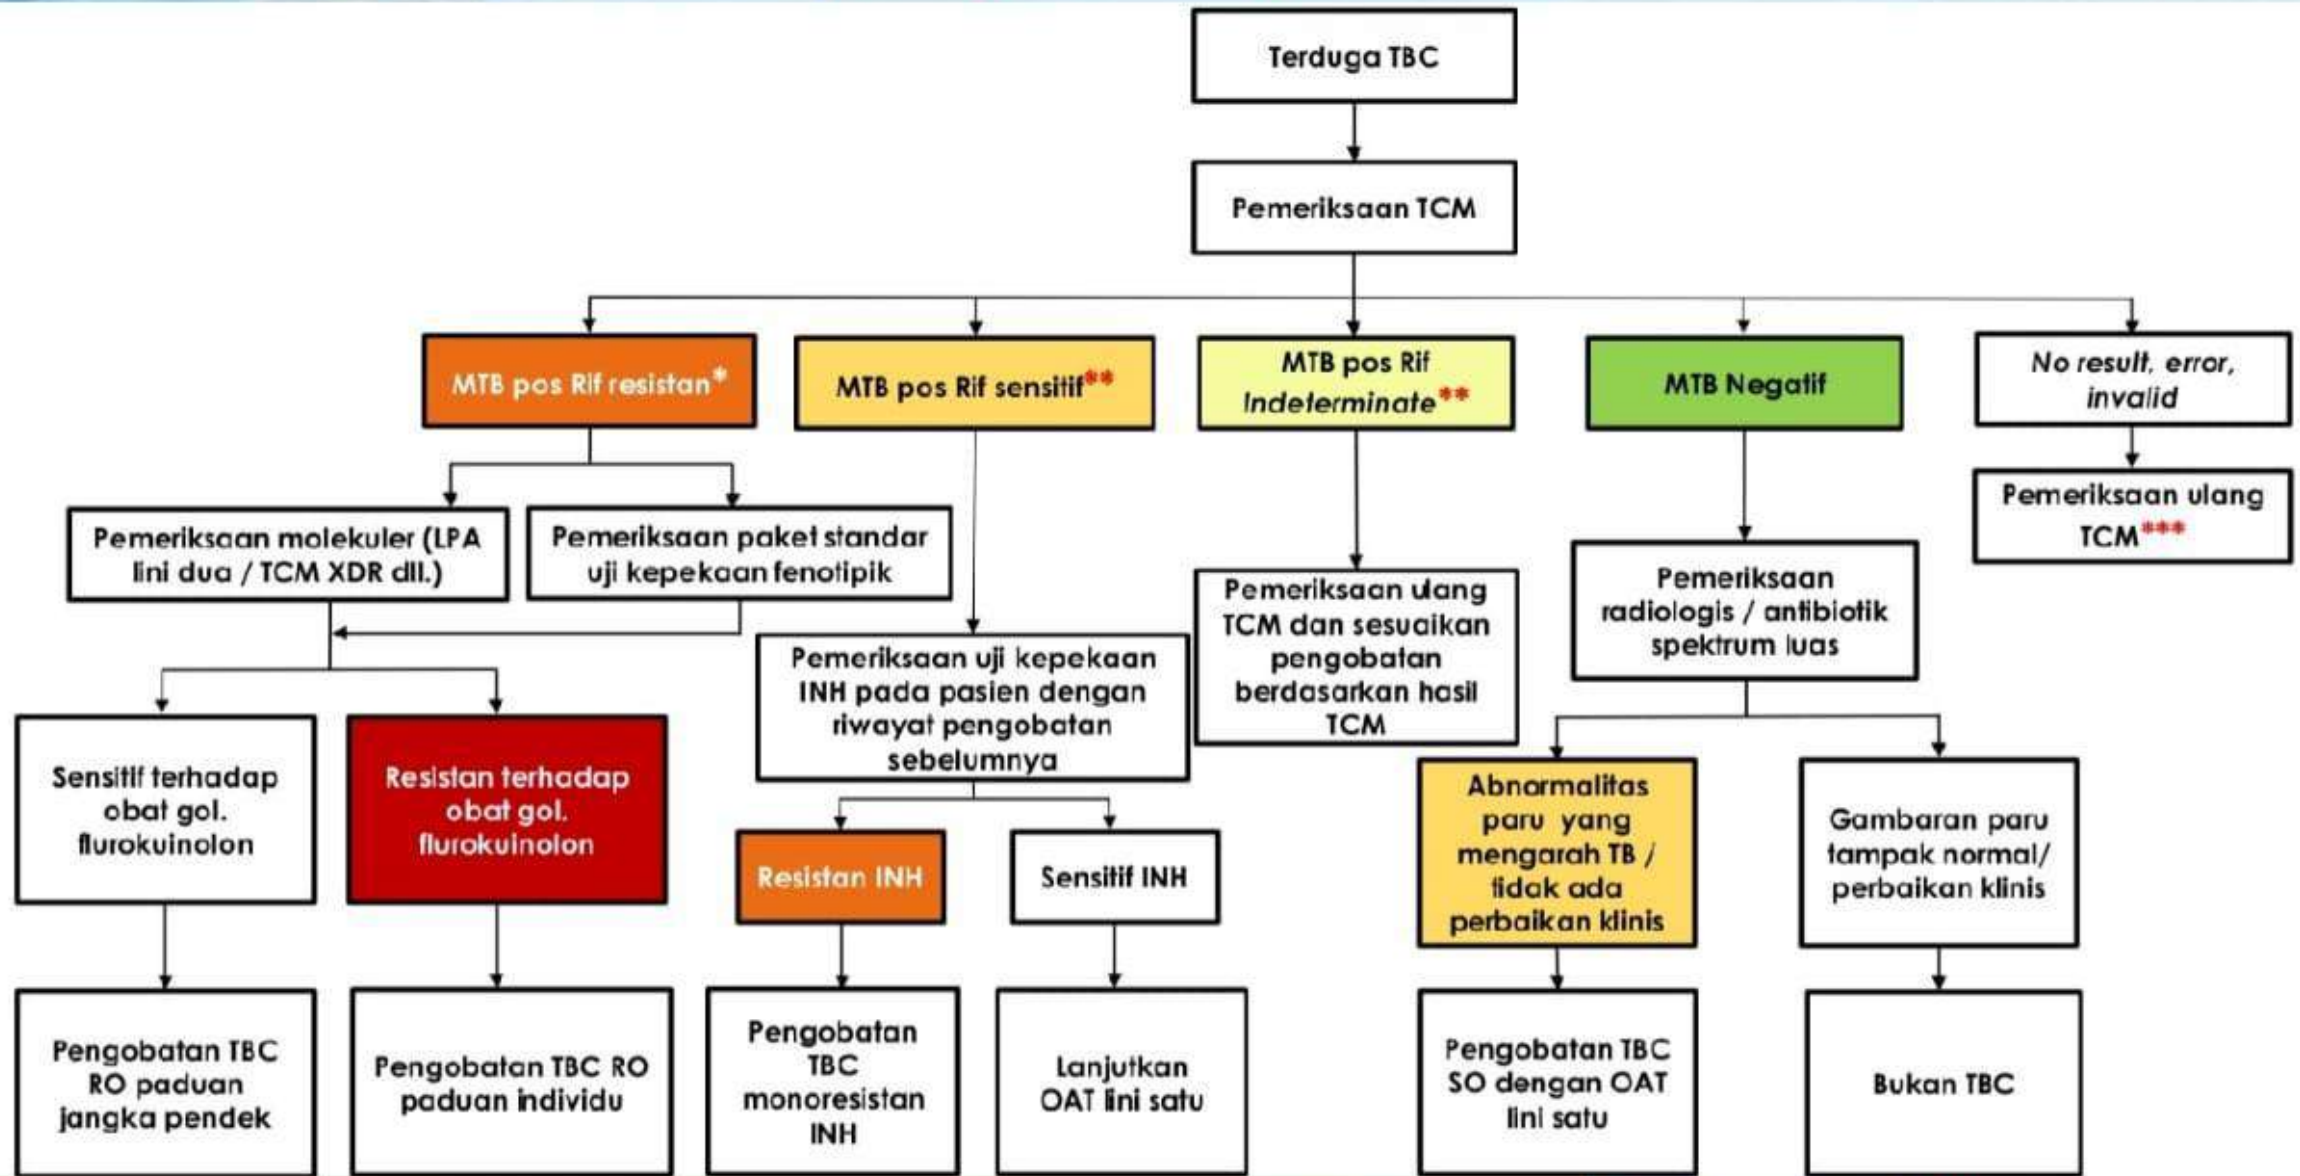 Terduga TBC
Pemeriksaan TCM
MTB pos Rif resistan*
MTB pos Rif sensitif**
MTB pos Rif
Indeterminate**
MTB Negatif
No result, error,
invalid
Pemeriksaan ulang
TCM***
Pemeriksaan molekuler (LPA
lini dua / TCM XDR dll.)
Pemeriksaan paket standar
uji kepekaan fenotipik
Pemeriksaan uji kepekaan
INH pada pasien dengan
riwayat pengobatan
sebelumnya
Pemeriksaan ulang
TCM dan sesuaikan
pengobatan
berdasarkan hasil
TCM
Pemeriksaan
radiologis / antibiotik
spektrum luas
Sensitif terhadap
obat gol.
flurokuinolon
Resistan terhadap
obat gol.
flurokuinolon
Resistan INH
Sensitif INH
Abnormalitas
paru yang
mengarah TB /
tidak ada
perbaikan klinis
Gambaran paru
tampak normal/
perbaikan klinis
Pengobatan TBC
RO paduan
jangka pendek
Pengobatan TBC RO
paduan individu
Pengobatan
TBC
monoresistan
INH
Lanjutkan
OAT lini satu
Pengobatan TBC
SO dengan OAT
lini satu
Bukan TBC